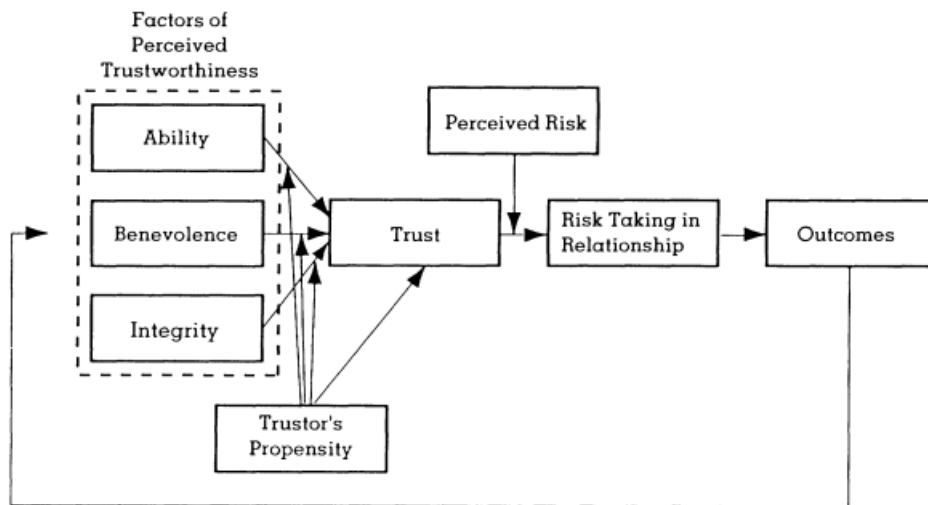 Factors of
Perceived
Trustworthiness
Ability
Benevolence
Integrity
Trustor's
Propensity
Trust
Perceived Risk
Risk Taking in
Relationship
Outcomes